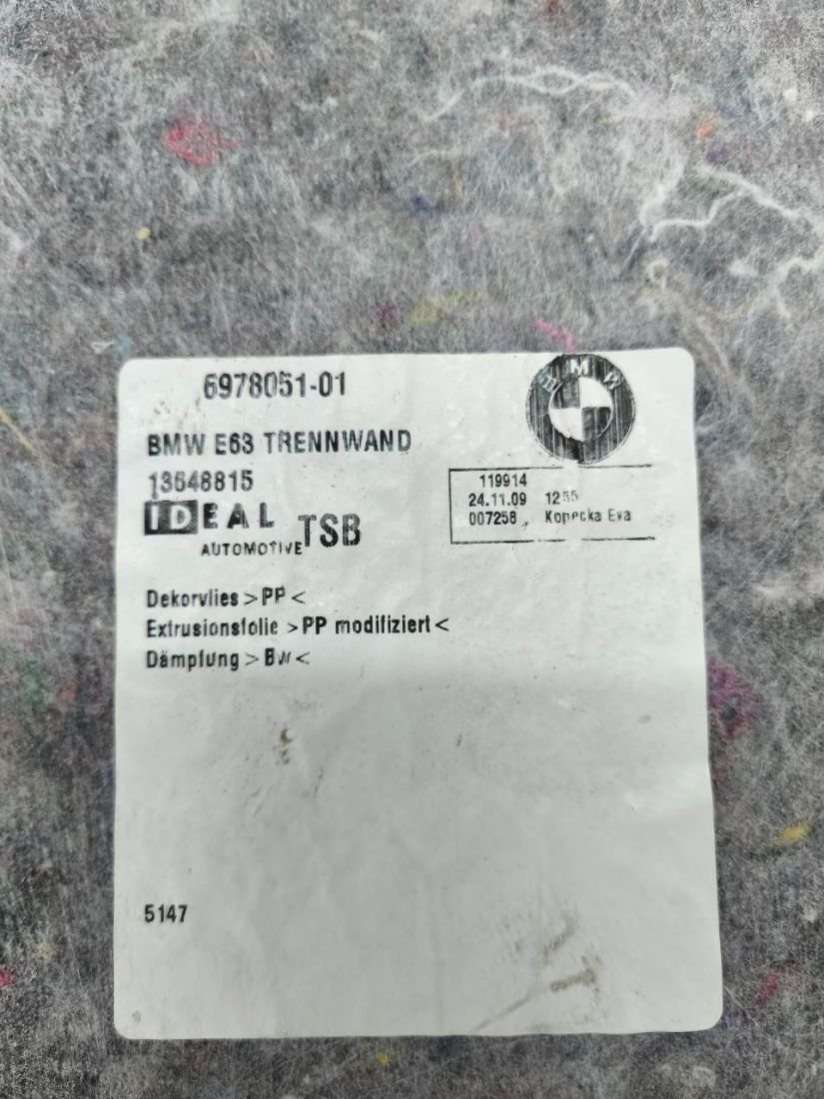 6978051-01
BMW
BMW E63 TRENNWAND
13648815
IDEAL
AUTOMOTIVE TSB
119914
24.11.09 1255
007258 Kopecka Eva
Dekorvlies >PP<
Extrusionsfolie >PP modifiziert<
Dämpfung >BW<
5147